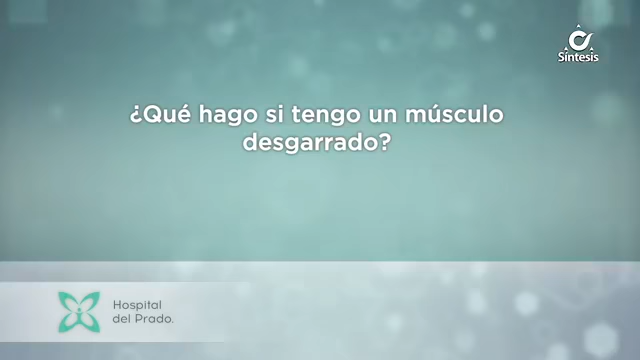 Síntesis
¿Qué hago si tengo un músculo
desgarrado?
Hospital
del Prado.